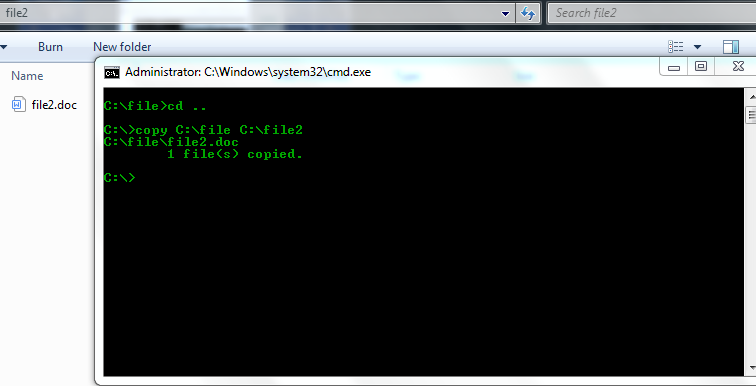 file2
Search file2
Burn
New folder
Name
file2.doc
Administrator: C:\Windows\system32\cmd.exe
C:\file>cd ..
C:\>copy C:\file C:\file2
C:\file\file2.doc
        1 file(s) copied.
C:\>